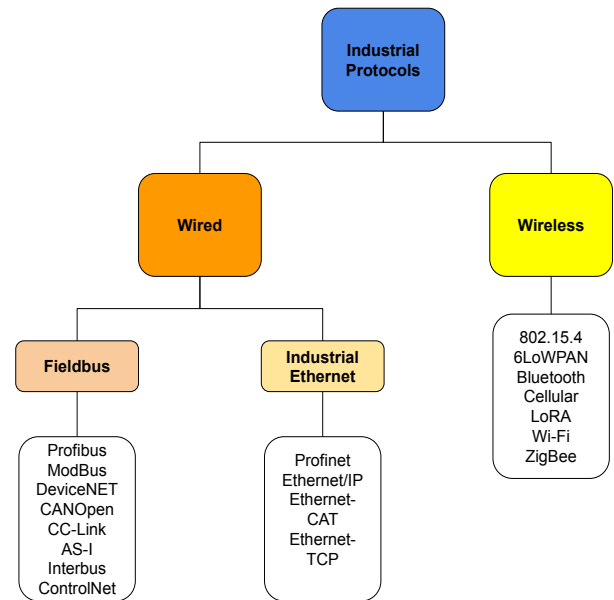 Industrial
Protocols
Wired
Wireless
Fieldbus
Industrial
Ethernet
802.15.4
6LoWPAN
Bluetooth
Cellular
LoRA
Wi-Fi
ZigBee
Profibus
ModBus
DeviceNET
CANOpen
CC-Link
AS-I
Interbus
ControlNet
Profinet
Ethernet/IP
Ethernet-
CAT
Ethernet-
TCP